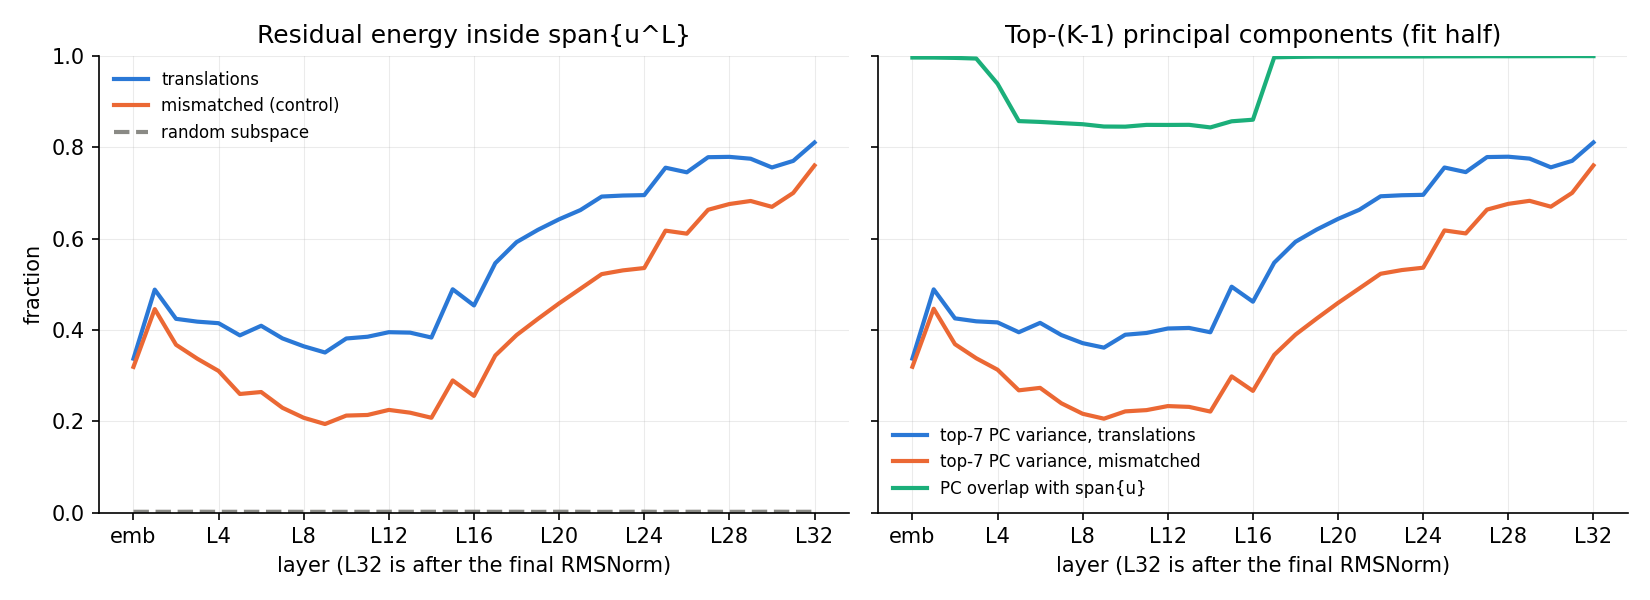 Residual energy inside span{u^L}
Top-(K-1) principal components (fit half)
fraction
1.0
0.8
0.6
0.4
0.2
0.0
translations
mismatched (control)
random subspace
emb L4 L8 L12 L16 L20 L24 L28 L32
layer (L32 is after the final RMSNorm)
top-7 PC variance, translations
top-7 PC variance, mismatched
PC overlap with span{u}
emb L4 L8 L12 L16 L20 L24 L28 L32
layer (L32 is after the final RMSNorm)